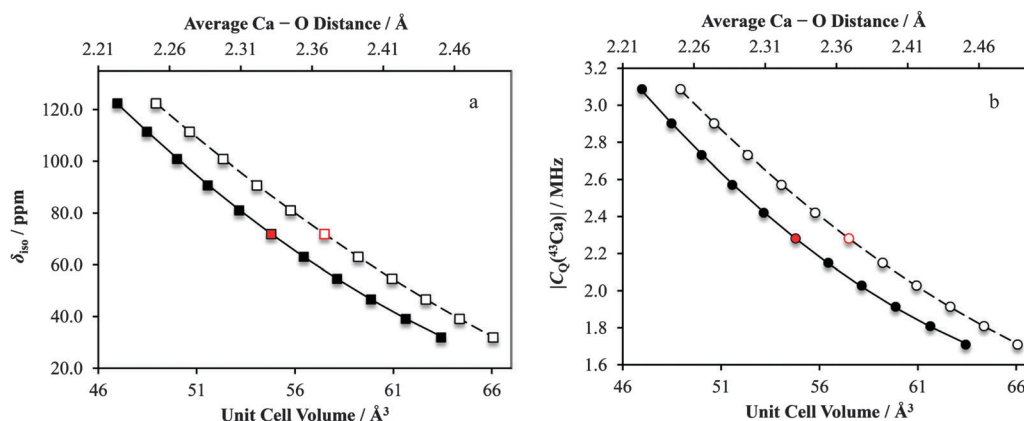 Average Ca − O Distance / Å
2.21 2.26 2.31 2.36 2.41 2.46
a
120.0
100.0
80.0
60.0
40.0
20.0
δiso / ppm
46 51 56 61 66
Unit Cell Volume / Å³
Average Ca − O Distance / Å
2.21 2.26 2.31 2.36 2.41 2.46
b
3.2
3.0
2.8
2.6
2.4
2.2
2.0
1.8
1.6
|CQ(⁴³Ca)| / MHz
46 51 56 61 66
Unit Cell Volume / Å³